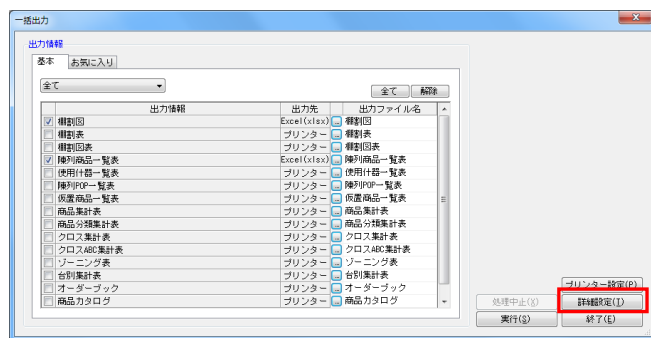 一括出力
出力情報
基本 お気に入り
全て 全て 解除
出力情報 出力先 出力ファイル名
棚割図 Excel(xlsx) 棚割図
棚割表 プリンター 棚割表
棚割図表 プリンター 棚割図表
陳列商品一覧表 Excel(xlsx) 陳列商品一覧表
使用什器一覧表 プリンター 使用什器一覧表
陳列POP一覧表 プリンター 陳列POP一覧表
仮置商品一覧表 プリンター 仮置商品一覧表
商品集計表 プリンター 商品集計表
商品分類集計表 プリンター 商品分類集計表
クロス集計表 プリンター クロス集計表
クロスABC集計表 プリンター クロスABC集計表
ゾーニング表 プリンター ゾーニング表
台別集計表 プリンター 台別集計表
オーダーブック プリンター オーダーブック
商品カタログ プリンター 商品カタログ
プリンター設定(P)
処理中止(X) 詳細設定(I)
実行(S) 終了(E)